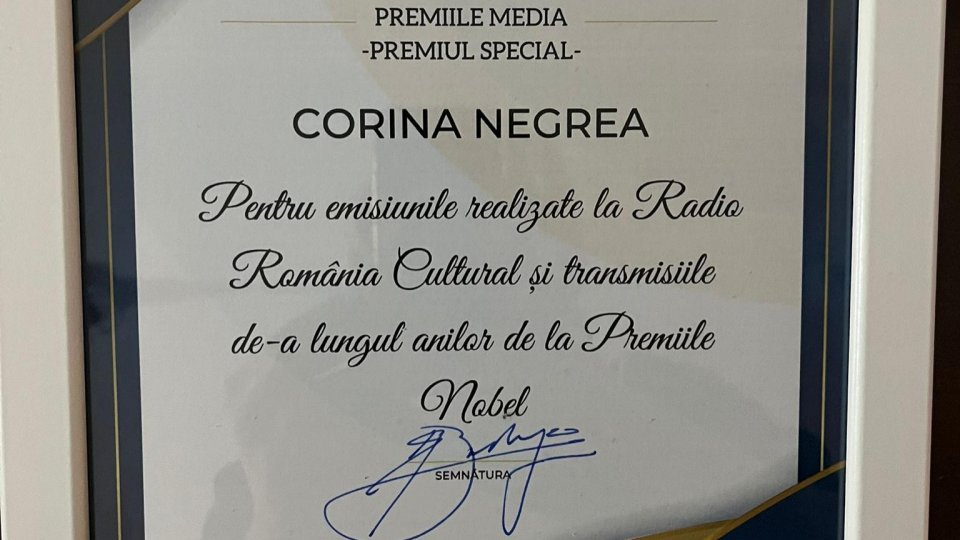 PREMIILE MEDIA
-PREMIUL SPECIAL-
CORINA NEGREA
Pentru emisiunile realizate la Radio
România Cultural și transmisiile
de-a lungul anilor de la Premiile
Nobel
SEMNĂTURA